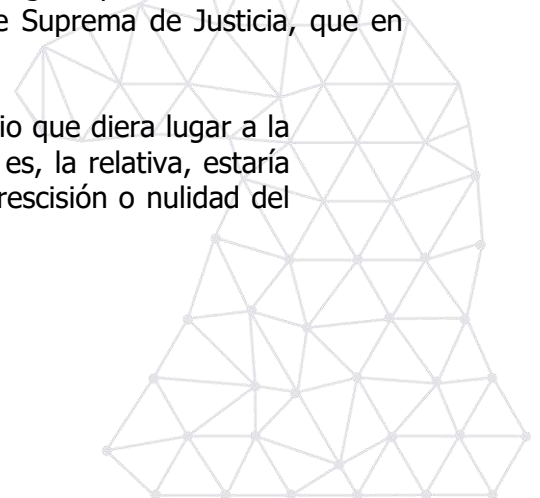 e Suprema de Justicia, que en
io que diera lugar a la
es, la relativa, estaría
rescisión o nulidad del